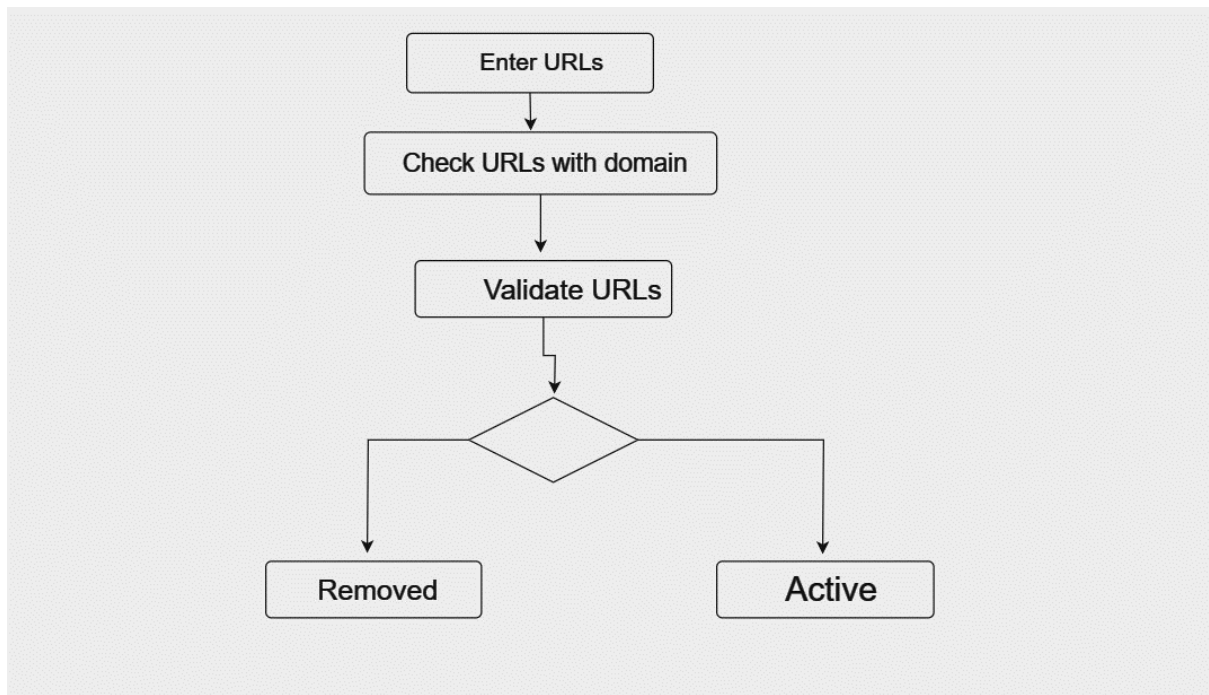 Enter URLs
Check URLs with domain
Validate URLs
Removed
Active